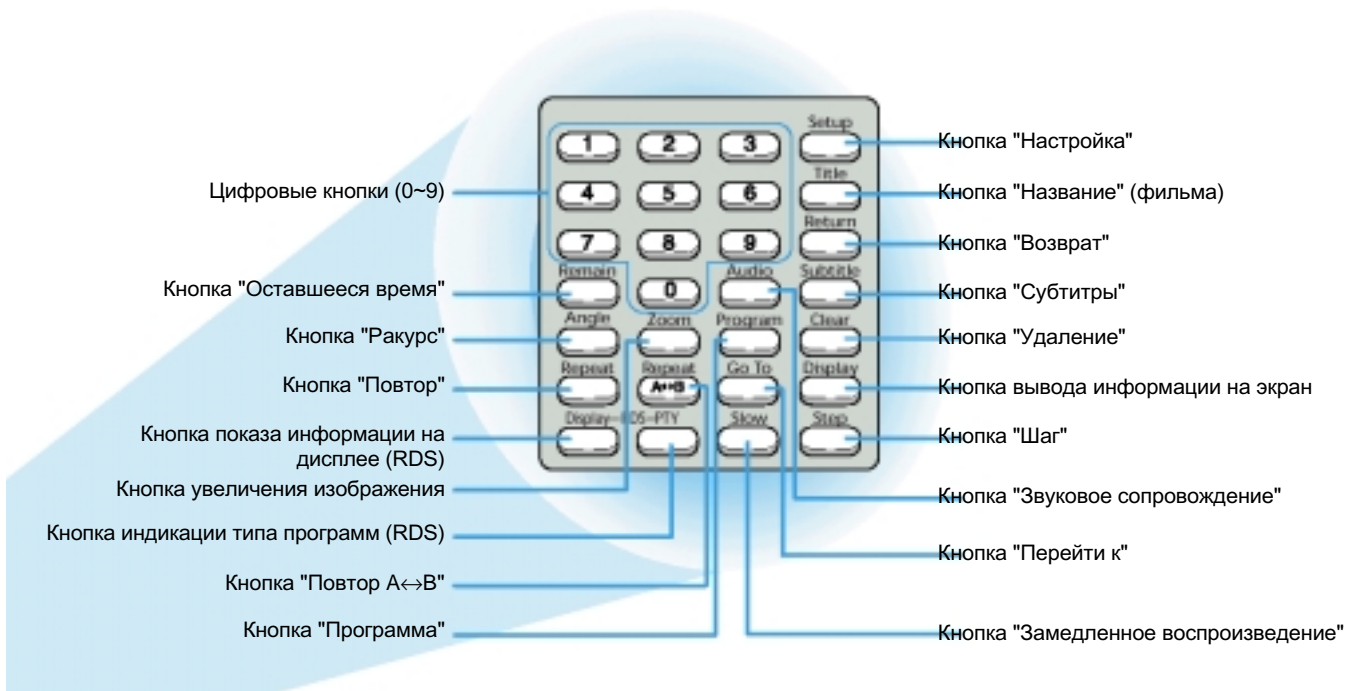 Setup
1 2 3
Кнопка "Настройка"
Title
Цифровые кнопки (0~9)
4 5 6
Кнопка "Название" (фильма)
Return
7 8 9
Кнопка "Возврат"
Remain Audio Subtitle
Кнопка "Оставшееся время"
0
Кнопка "Субтитры"
Angle Zoom Program Clear
Кнопка "Ракурс"
Кнопка "Удаление"
Repeat Repeat Go To Display
Кнопка "Повтор"
A↔B
Кнопка вывода информации на экран
Display—RDS—PTY Slow Step
Кнопка показа информации на
дисплее (RDS)
Кнопка "Шаг"
Кнопка увеличения изображения
Кнопка "Звуковое сопровождение"
Кнопка индикации типа программ (RDS)
Кнопка "Перейти к"
Кнопка "Повтор A↔B"
Кнопка "Программа"
Кнопка "Замедленное воспроизведение"